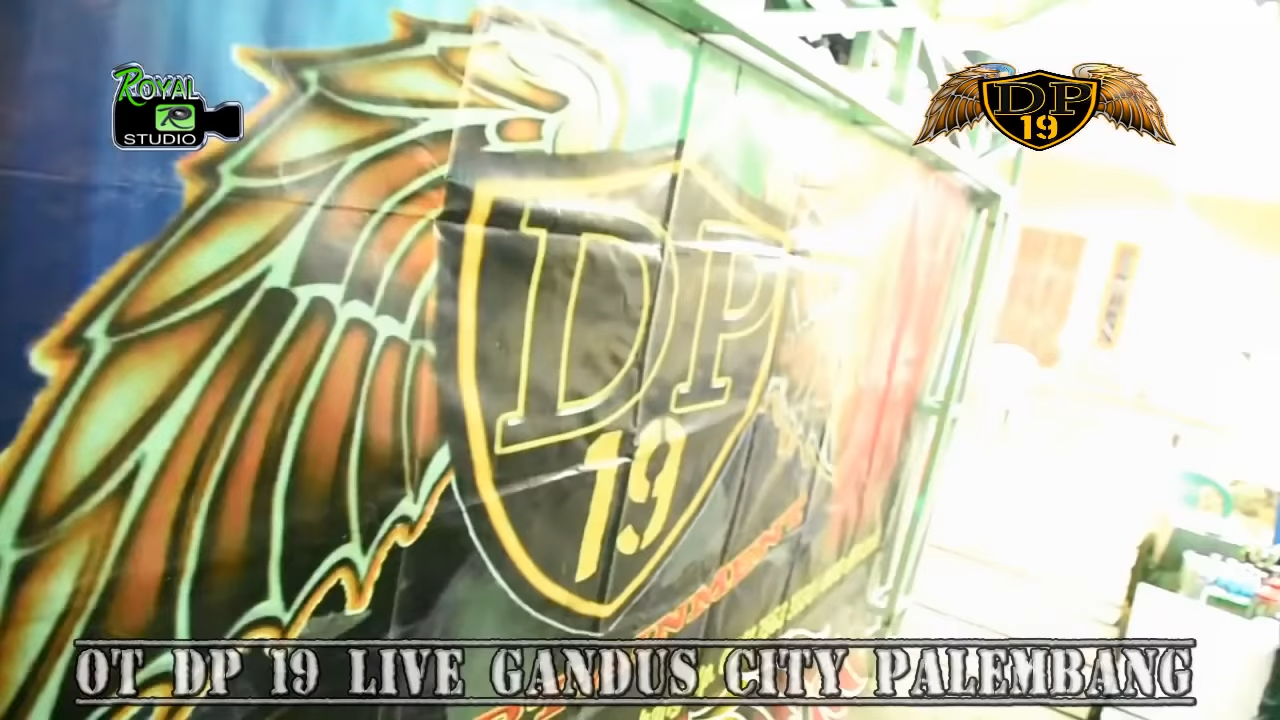 ROYAL
R
STUDIO
DP
19
DP
19
OT DP 19 LIVE GANDUS CITY PALEMBANG